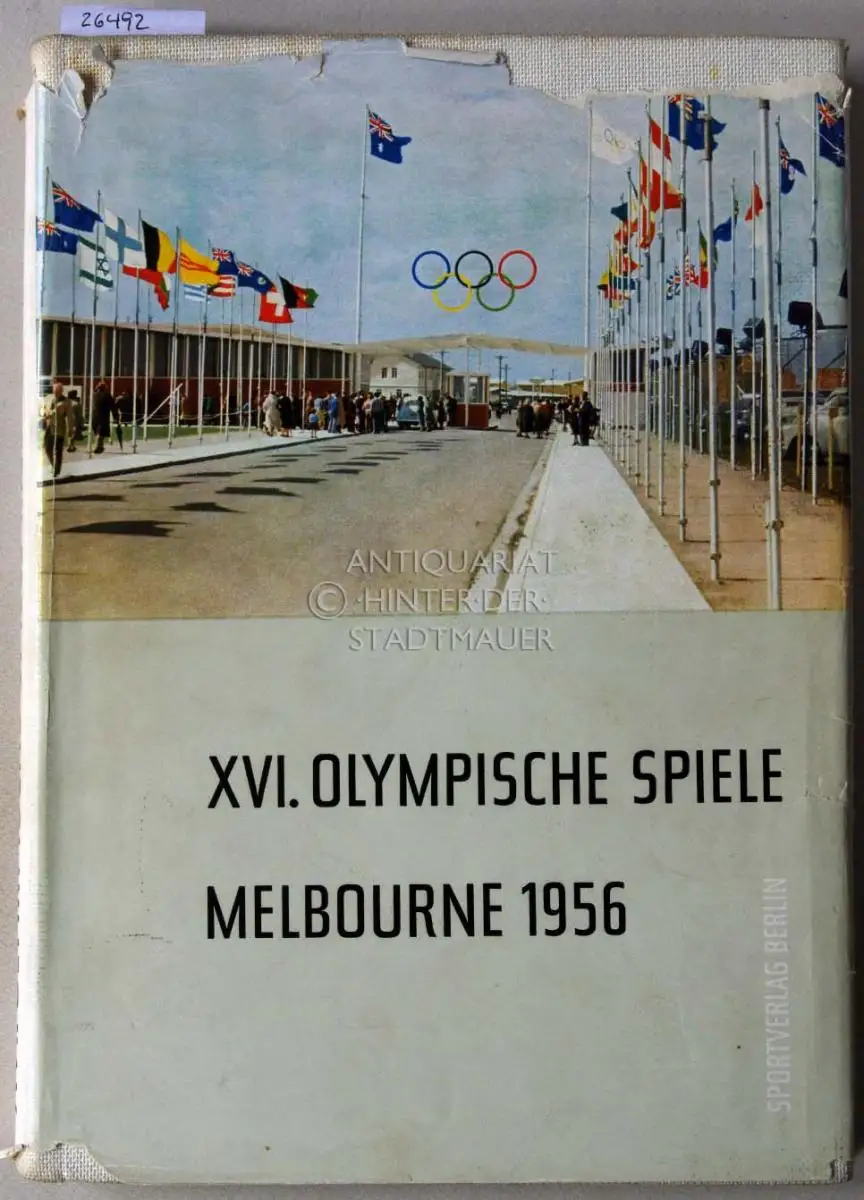 26492
ANTIQUARIAT
© ·HINTER·DER·
STADTMAUER
XVI. OLYMPISCHE SPIELE
MELBOURNE 1956
SPORTVERLAG BERLIN